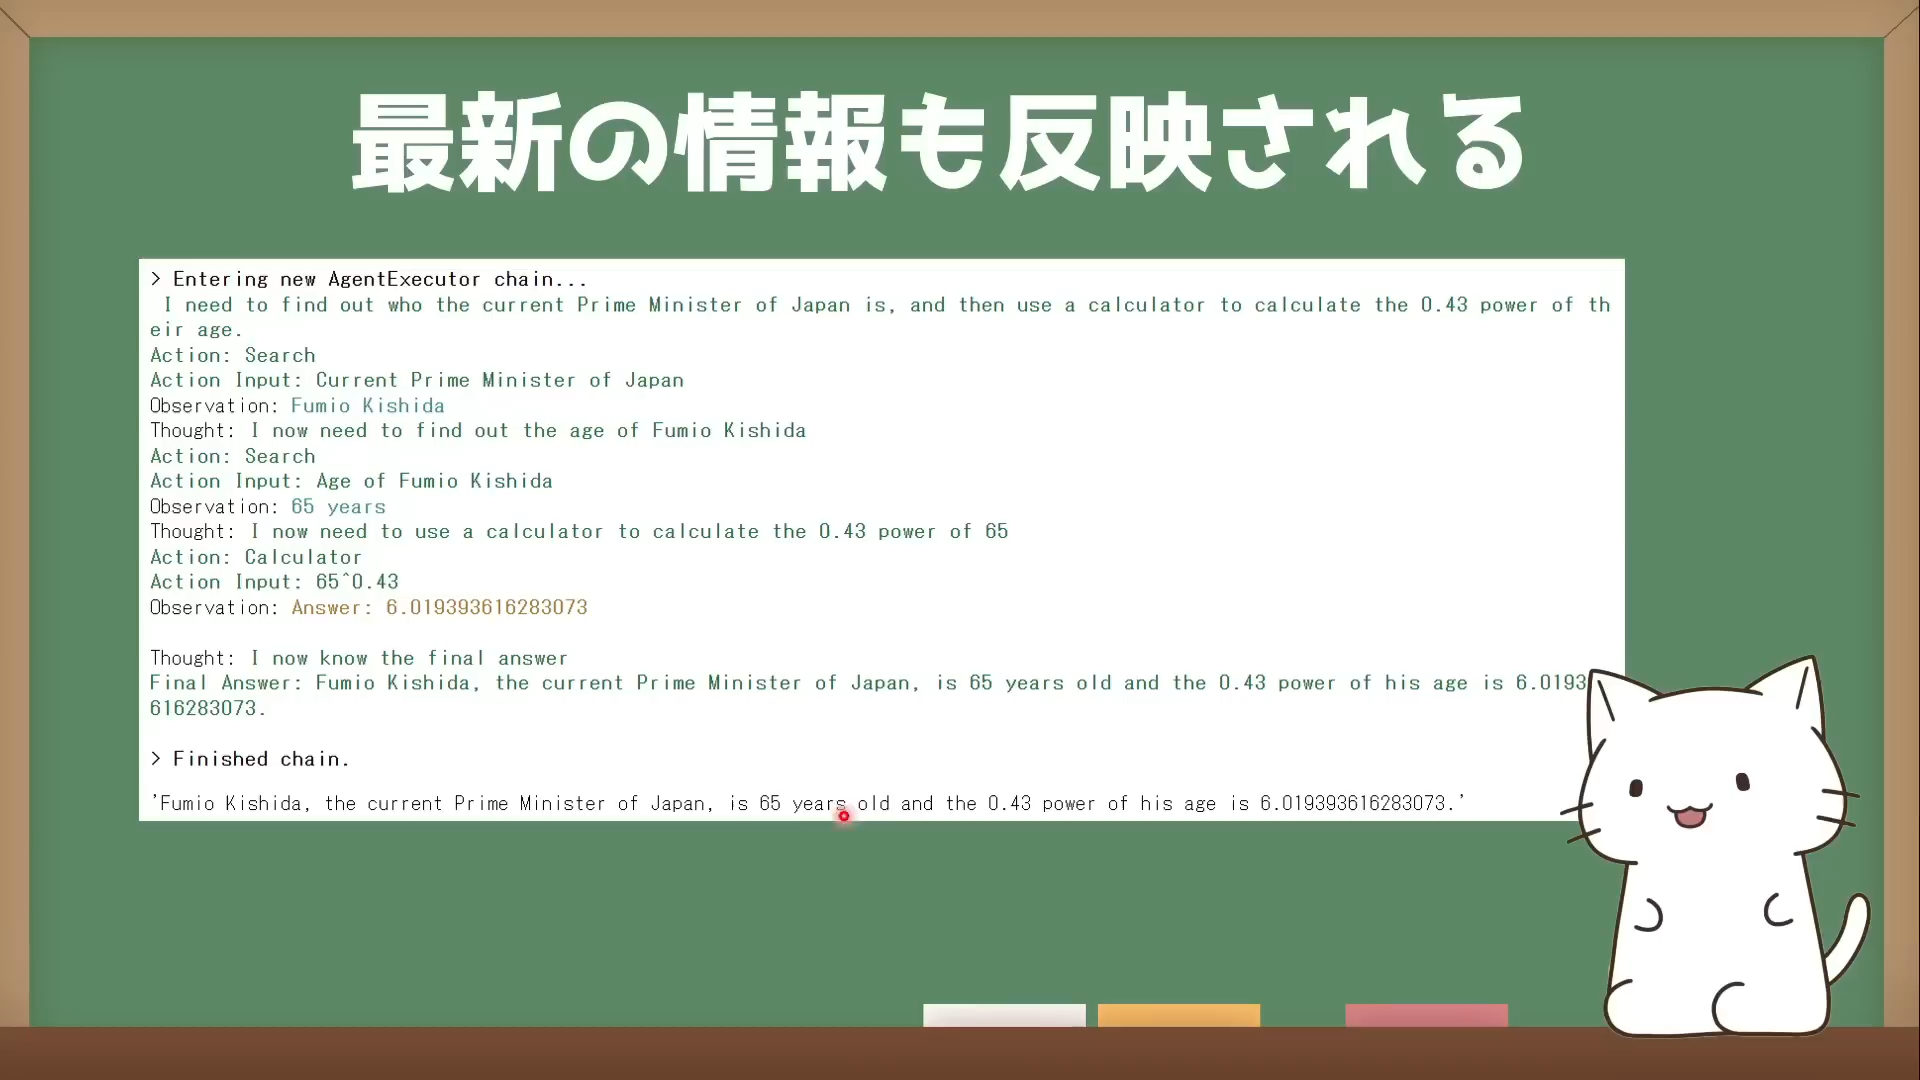 最新の情報も反映される
> Entering new AgentExecutor chain...
I need to find out who the current Prime Minister of Japan is, and then use a calculator to calculate the 0.43 power of th
eir age.
Action: Search
Action Input: Current Prime Minister of Japan
Observation: Fumio Kishida
Thought: I now need to find out the age of Fumio Kishida
Action: Search
Action Input: Age of Fumio Kishida
Observation: 65 years
Thought: I now need to use a calculator to calculate the 0.43 power of 65
Action: Calculator
Action Input: 65^0.43
Observation: Answer: 6.019393616283073
Thought: I now know the final answer
Final Answer: Fumio Kishida, the current Prime Minister of Japan, is 65 years old and the 0.43 power of his age is 6.0193
616283073.
> Finished chain.
'Fumio Kishida, the current Prime Minister of Japan, is 65 years old and the 0.43 power of his age is 6.019393616283073.'